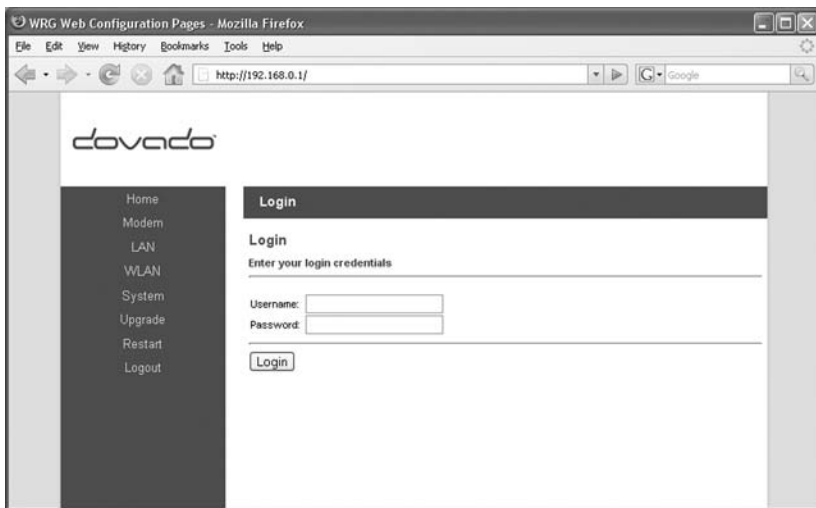 WRG Web Configuration Pages - Mozilla Firefox
File Edit View History Bookmarks Tools Help
http://192.168.0.1/
G Google
dovado
Home
Modem
LAN
WLAN
System
Upgrade
Restart
Logout
Login
Login
Enter your login credentials
Username:
Password:
Login